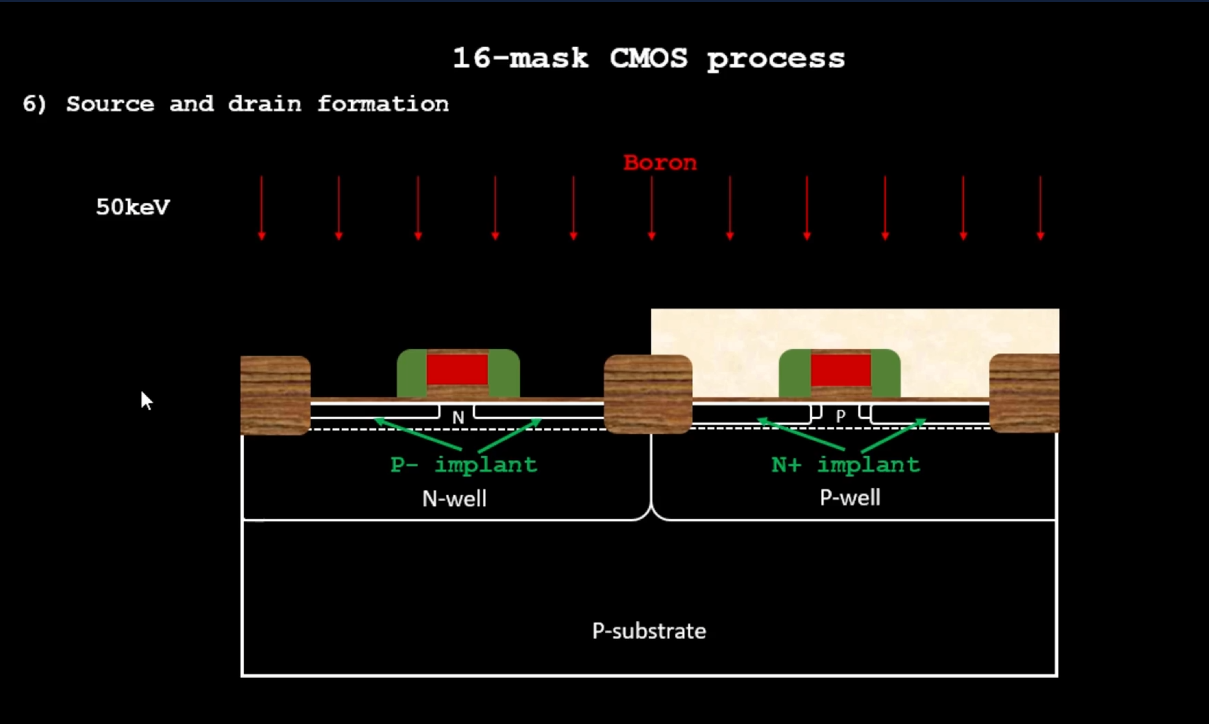 16-mask CMOS process
6) Source and drain formation
Boron
50keV
N
P
P- implant
N+ implant
N-well
P-well
P-substrate